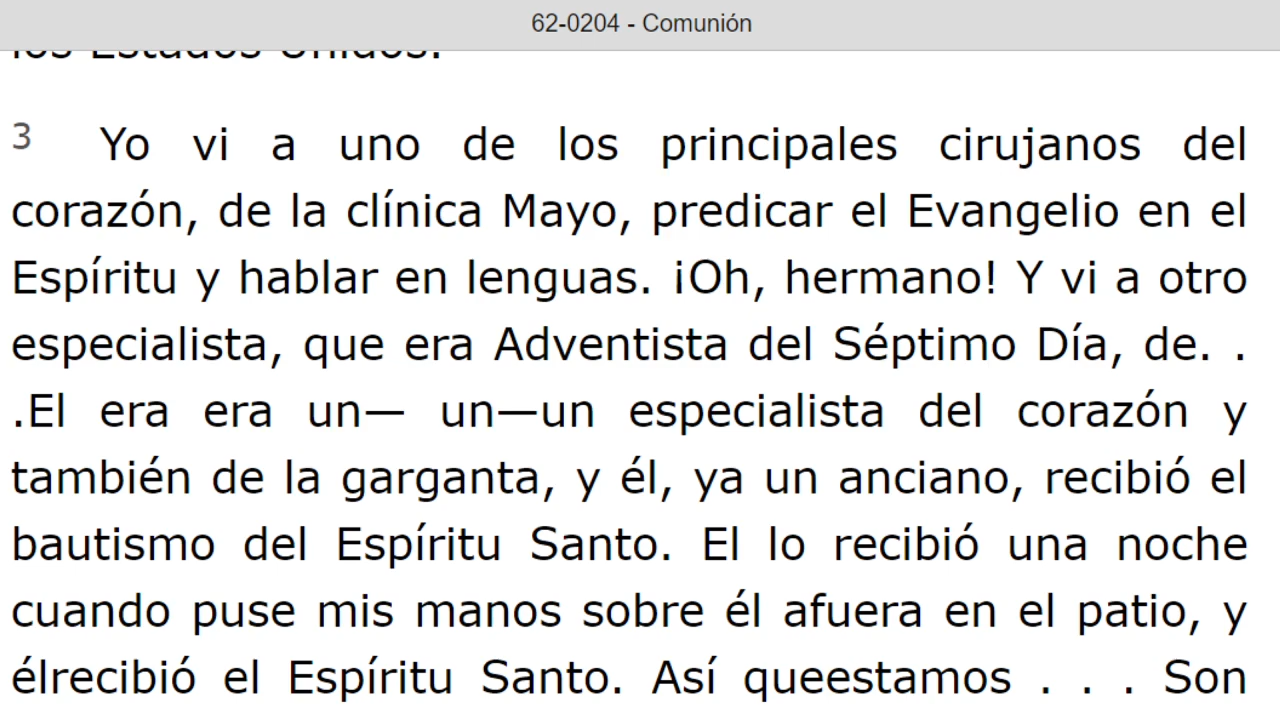 62-0204 - Comunión
los Estados Unidos.
3 Yo vi a uno de los principales cirujanos del
corazón, de la clínica Mayo, predicar el Evangelio en el
Espíritu y hablar en lenguas. ¡Oh, hermano! Y vi a otro
especialista, que era Adventista del Séptimo Día, de. .
.El era era un— un—un especialista del corazón y
también de la garganta, y él, ya un anciano, recibió el
bautismo del Espíritu Santo. El lo recibió una noche
cuando puse mis manos sobre él afuera en el patio, y
élrecibió el Espíritu Santo. Así queestamos . . . Son